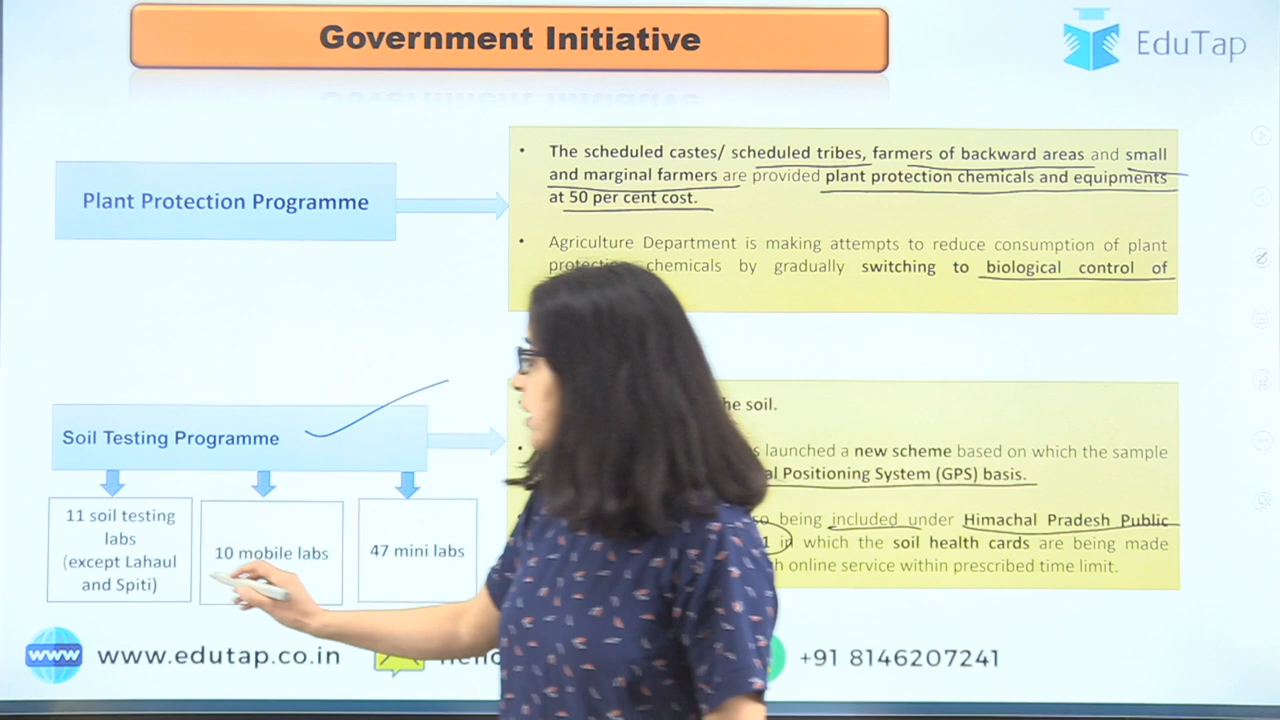 Government Initiative
EduTap
Plant Protection Programme
• The scheduled castes/ scheduled tribes, farmers of backward areas and small
and marginal farmers are provided plant protection chemicals and equipments
at 50 per cent cost.
• Agriculture Department is making attempts to reduce consumption of plant
chemicals by gradually switching to biological control of
Soil Testing Programme
11 soil testing
labs
(except Lahaul
and Spiti)
10 mobile labs
47 mini labs
the soil.
launched a new scheme based on which the sample
Positioning System (GPS) basis.
being included under Himachal Pradesh Public
1 in which the soil health cards are being made
online service within prescribed time limit.
www
www.edutap.co.in
+91 8146207241